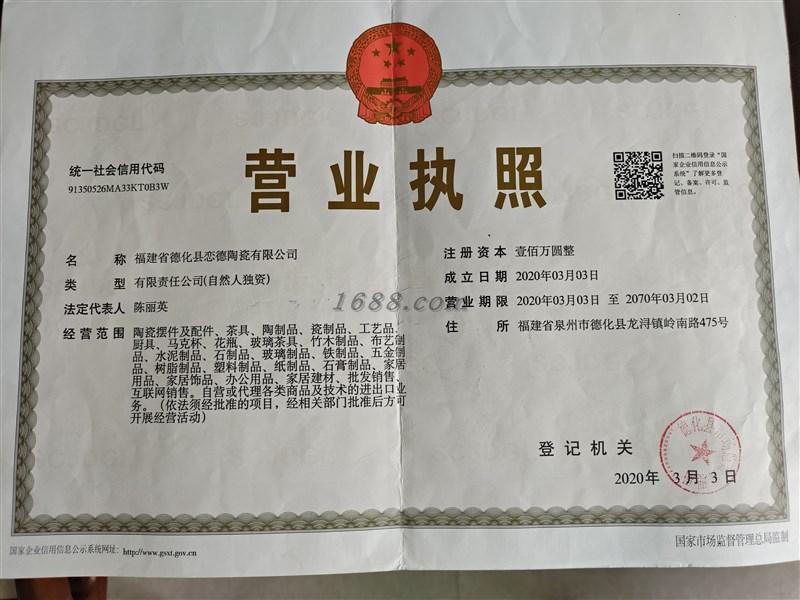 统一社会信用代码
91350526MA33KT0B3W
营业执照
扫描二维码登录“国
家企业信用信息公示
系统”了解更多登
记、备案、许可、监
管信息。
名 称 福建省德化县恋德陶瓷有限公司
类 型 有限责任公司(自然人独资)
法定代表人 陈丽英
经营范围 陶瓷摆件及配件、茶具、陶制品、瓷制品、工艺品、
厨具、马克杯、花瓶、玻璃茶具、竹木制品、布艺制
品、水泥制品、石制品、玻璃制品、铁制品、五金制
品、树脂制品、塑料制品、纸制品、石膏制品、家居
用品、家居饰品、办公用品、家居建材、批发销售、
互联网销售。自营或代理各类商品及技术的进出口业
务。（依法须经批准的项目，经相关部门批准后方可
开展经营活动）
注册资本 壹佰万圆整
成立日期 2020年03月03日
营业期限 2020年03月03日 至 2070年03月02日
住 所 福建省泉州市德化县龙浔镇岭南路475号
1688.com
登记机关
德化县市场
2020年 3月 3日
国家企业信用信息公示系统网址：http://www.gsxt.gov.cn
国家市场监督管理总局监制